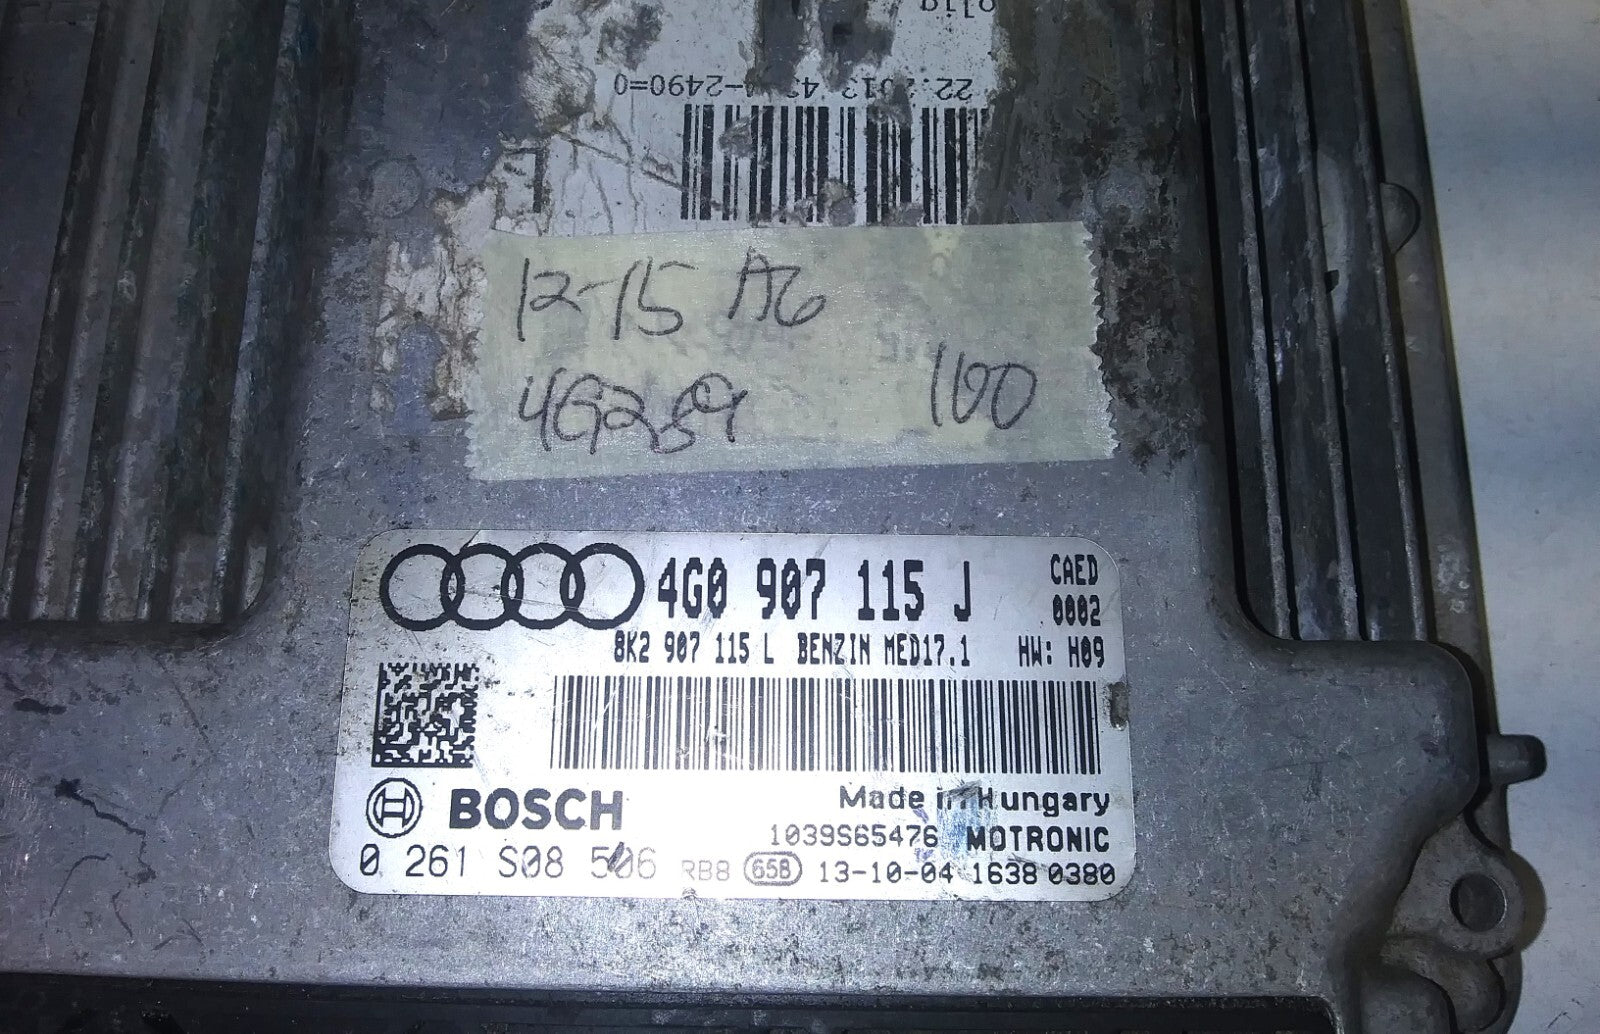 12-15 A6
4G259 100
4G0 907 115 J CAED
0002
8K2 907 115 L BENZIN MED17.1 HW: H09
BOSCH
Made in Hungary
1039S65476 MOTRONIC
0 261 S08 506 RB8 65B 13-10-04 1638 0380